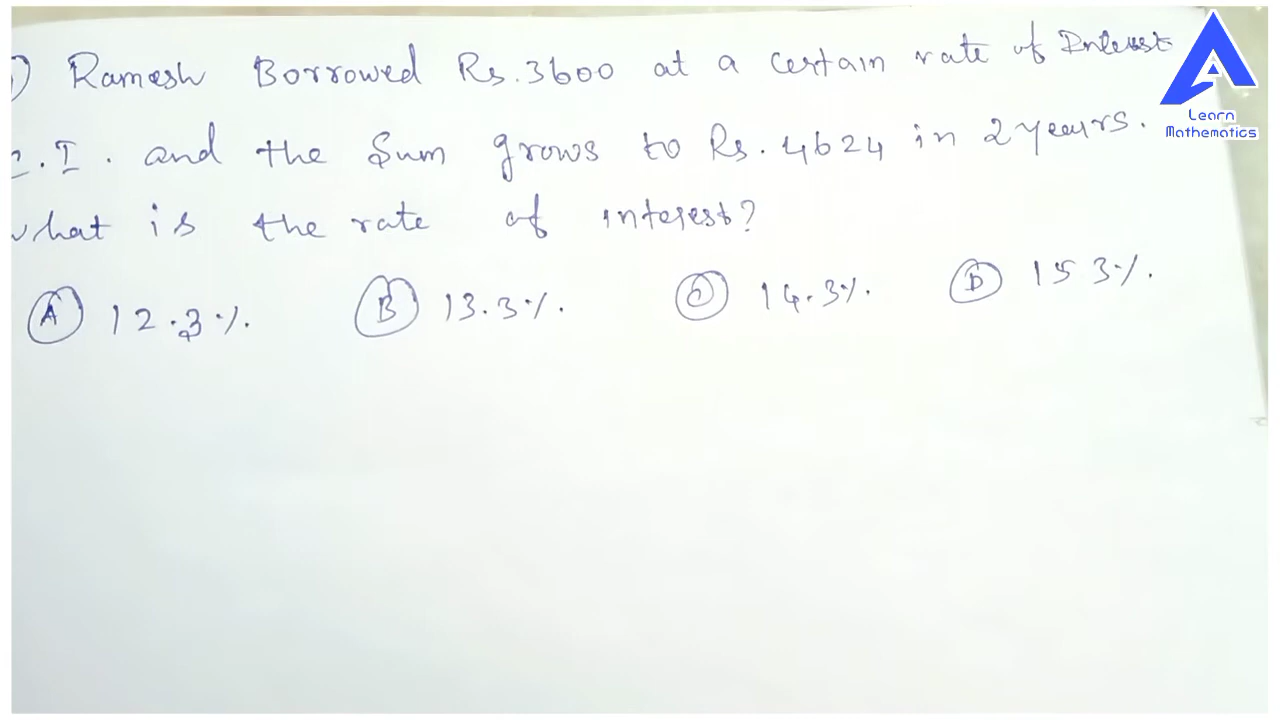 ) Ramesh Borrowed Rs. 3600 at a certain rate of Interest
C.I. and the Sum grows to Rs. 4624 in 2 years.
what is the rate of interest?
A 12.3%. B 13.3%. C 14.3%. D 15 3%.
Learn
Mathematics